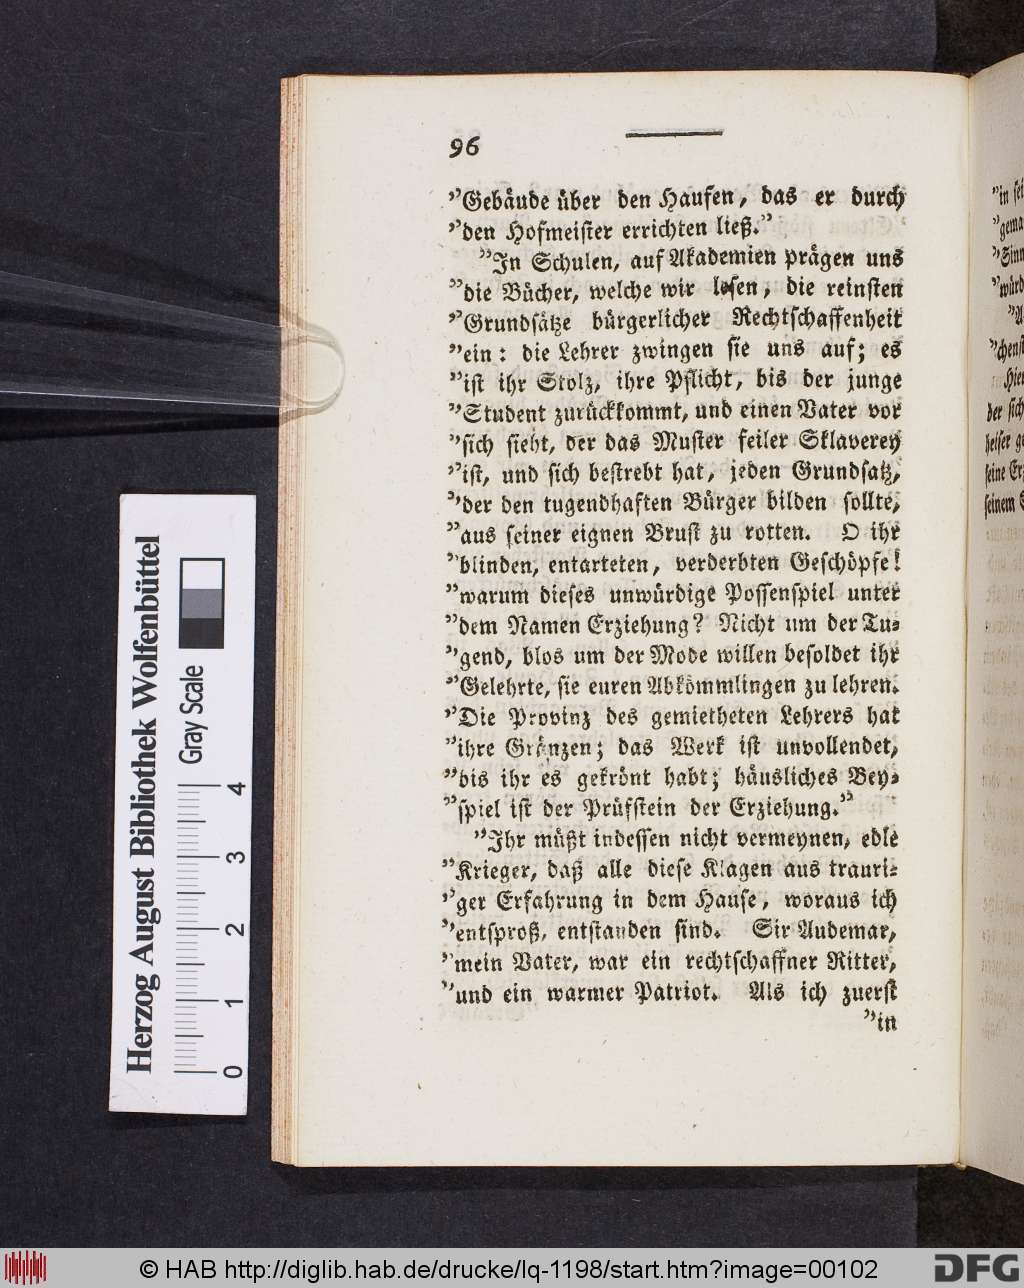 96
”Gebäude über den Haufen, das er durch
”den Hofmeister errichten ließ.”
”In Schulen, auf Akademien prägen uns
”die Bücher, welche wir lesen, die reinsten
”Grundsätze bürgerlicher Rechtschaffenheit
”ein: die Lehrer zwingen sie uns auf; es
”ist ihr Stolz, ihre Pflicht, bis der junge
”Student zurückkommt, und einen Vater vor
”sich sieht, der das Muster feiler Sklaverey
”ist, und sich bestrebt hat, jeden Grundsatz,
”der den tugendhaften Bürger bilden sollte,
”aus seiner eignen Brust zu rotten. O ihr
”blinden, entarteten, verderbten Geschöpfe!
”warum dieses unwürdige Possenspiel unter
”dem Namen Erziehung? Nicht um der Tu-
”gend, blos um der Mode willen besoldet ihr
”Gelehrte, sie euren Abkömmlingen zu lehren.
”Die Provinz des gemietheten Lehrers hat
”ihre Gränzen; das Werk ist unvollendet,
”bis ihr es gekrönt habt; häusliches Bey-
”spiel ist der Prüfstein der Erziehung.”
”Ihr müßt indessen nicht vermeynen, edle
”Krieger, daß alle diese Klagen aus trauri-
”ger Erfahrung in dem Hause, woraus ich
”entsproß, entstanden sind. Sir Audemar,
”mein Vater, war ein rechtschaffner Ritter,
”und ein warmer Patriot. Als ich zuerst
”in
Herzog August Bibliothek Wolfenbüttel
Gray Scale
0 1 2 3 4
© HAB http://diglib.hab.de/drucke/lq-1198/start.htm?image=00102
DFG